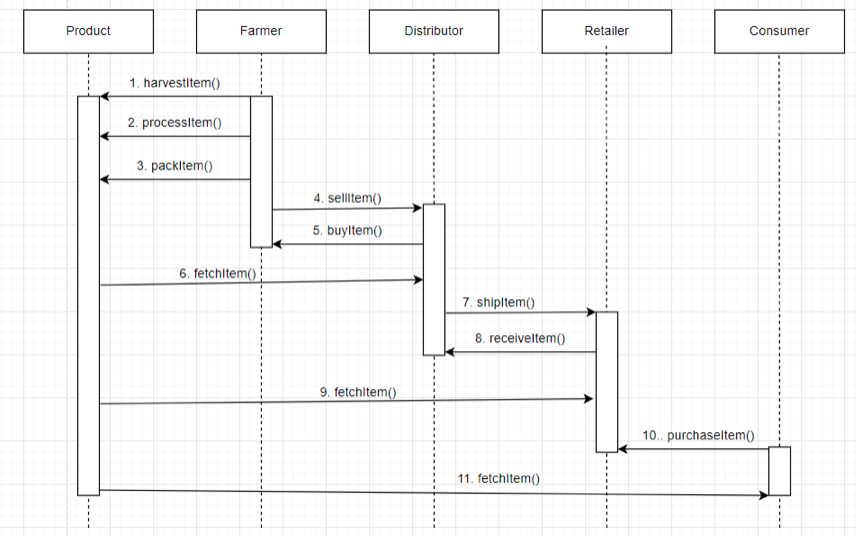 Product
Farmer
Distributor
Retailer
Consumer
1. harvestItem()
2. processItem()
3. packItem()
4. sellItem()
5. buyItem()
6. fetchItem()
7. shipItem()
8. receiveItem()
9. fetchItem()
10.. purchaseItem()
11. fetchItem()